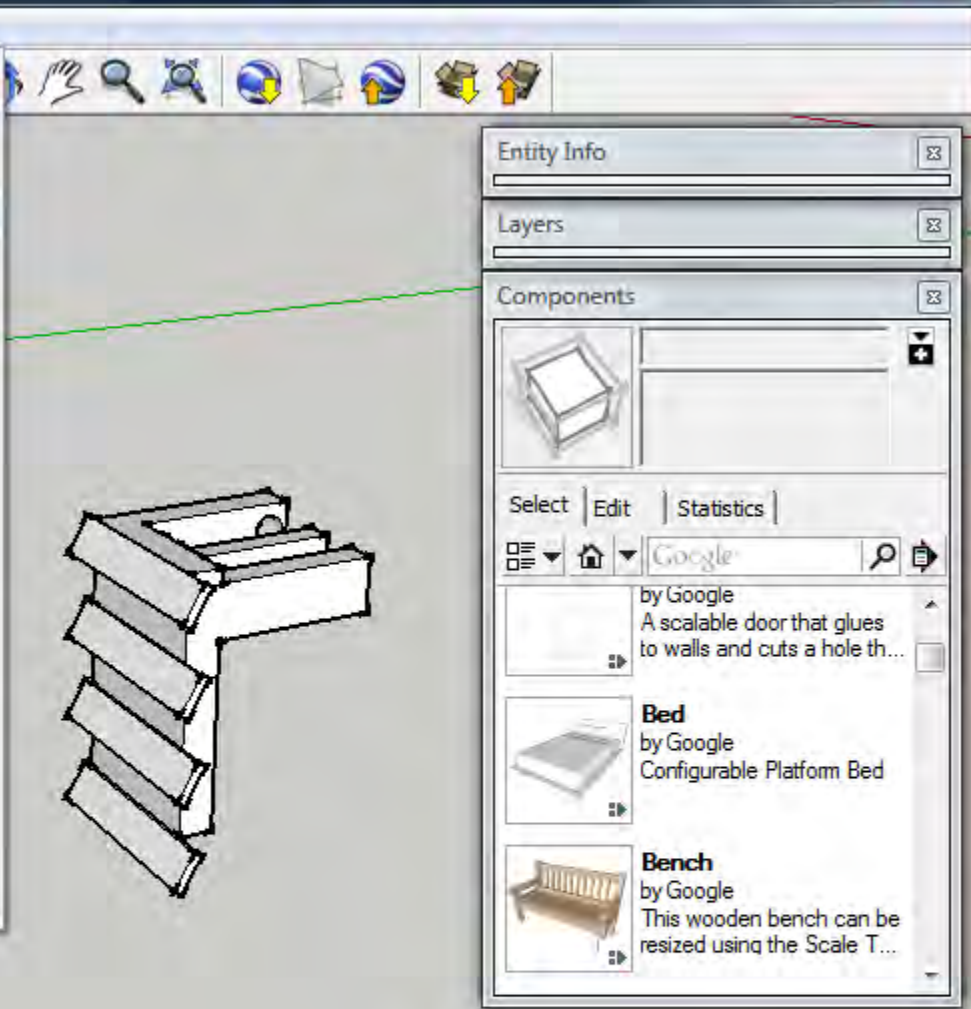 Entity Info
Layers
Components
Select
Edit
Statistics
Google
by Google
A scalable door that glues
to walls and cuts a hole th...
Bed
by Google
Configurable Platform Bed
Bench
by Google
This wooden bench can be
resized using the Scale T...